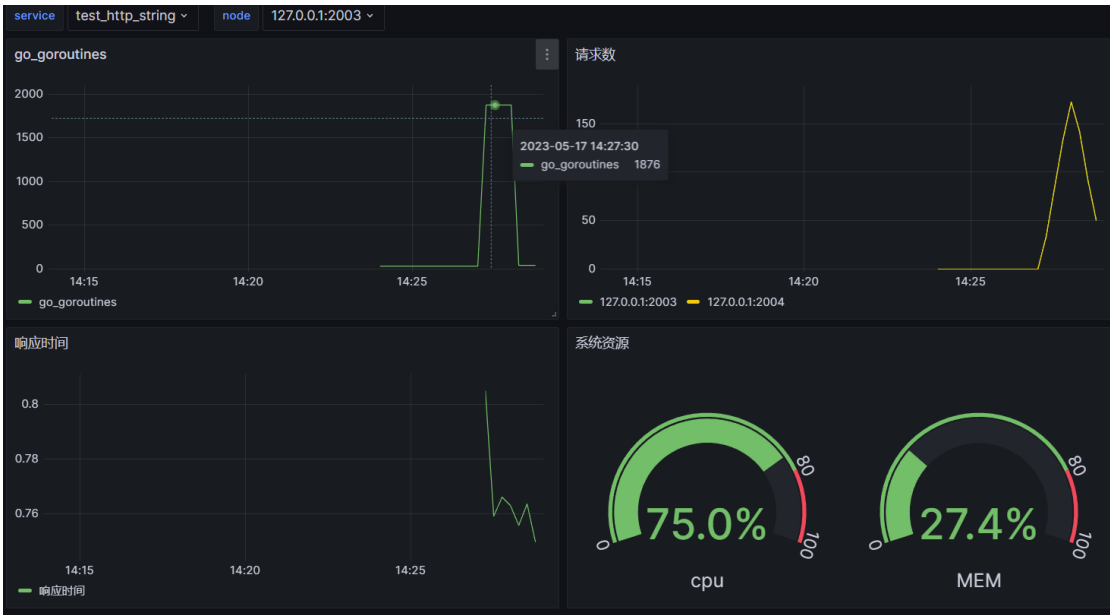 service test_http_string node 127.0.0.1:2003
go_goroutines
2000
1500
1000
500
0
14:15 14:20 14:25
go_goroutines
2023-05-17 14:27:30
go_goroutines 1876
请求数
150
50
0
14:15 14:20 14:25
127.0.0.1:2003 127.0.0.1:2004
响应时间
0.8
0.78
0.76
14:15 14:20 14:25
响应时间
系统资源
0 80 100
75.0%
cpu
0 80 100
27.4%
MEM